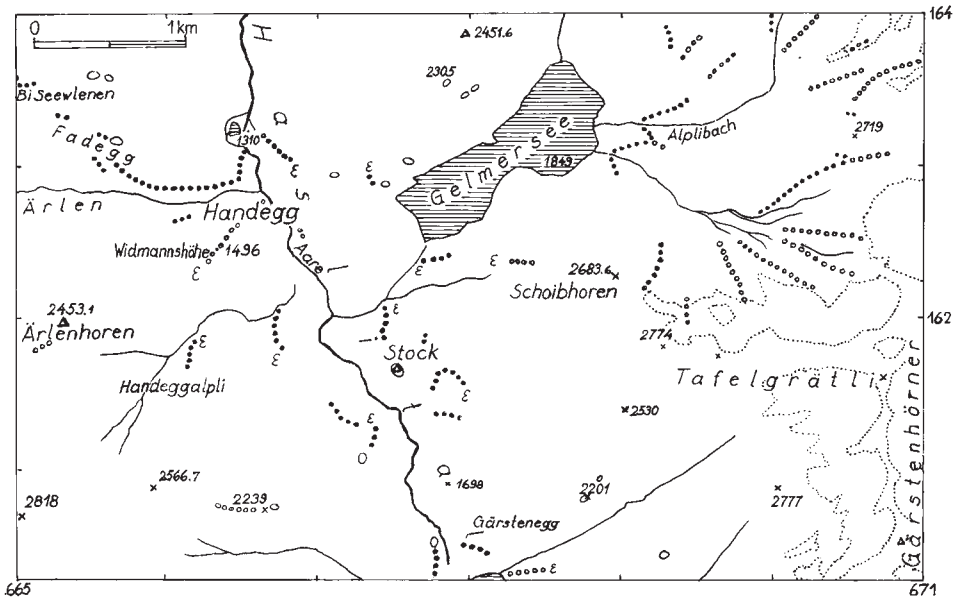 164
0 1km
H
2451.6
2305
Bi Seewlenen
Fadegg
1310
a
ε
Gelmersee
1849
Alplibach
2719
Ärlen
s
Handegg
Aare
Widmannshöhe 1496
ε
l
ε
ε
2683.6
Schoibhoren
2453.1
Ärlenhoren
162
ε
ε
ε
i
2774
Stock
Handeggalpli
ε
Tafelgrätli
t
ε
2530
Gärstenhörner
a
2818
2566.7
2239
1698
2201
2777
Gärstenegg
ε
665
671